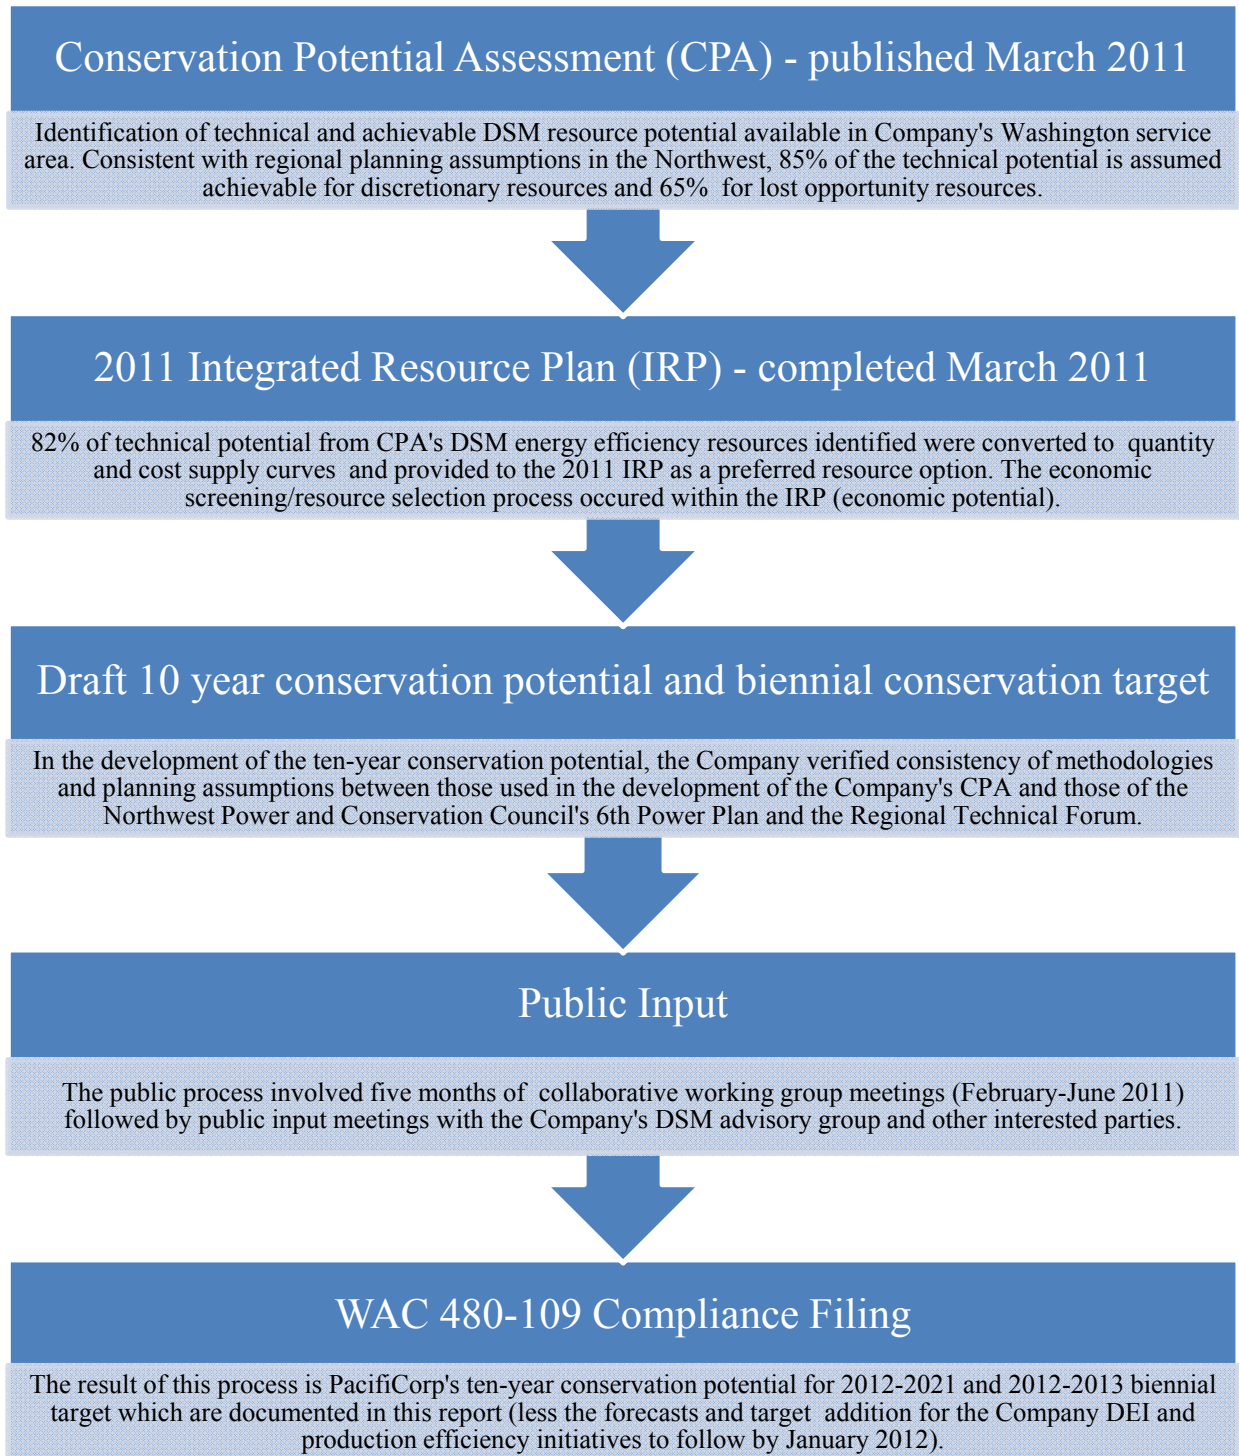 Conservation Potential Assessment (CPA) - published March 2011
Identification of technical and achievable DSM resource potential available in Company's Washington service
area. Consistent with regional planning assumptions in the Northwest, 85% of the technical potential is assumed
achievable for discretionary resources and 65% for lost opportunity resources.
2011 Integrated Resource Plan (IRP) - completed March 2011
82% of technical potential from CPA's DSM energy efficiency resources identified were converted to quantity
and cost supply curves and provided to the 2011 IRP as a preferred resource option. The economic
screening/resource selection process occured within the IRP (economic potential).
Draft 10 year conservation potential and biennial conservation target
In the development of the ten-year conservation potential, the Company verified consistency of methodologies
and planning assumptions between those used in the development of the Company's CPA and those of the
Northwest Power and Conservation Council's 6th Power Plan and the Regional Technical Forum.
Public Input
The public process involved five months of collaborative working group meetings (February-June 2011)
followed by public input meetings with the Company's DSM advisory group and other interested parties.
WAC 480-109 Compliance Filing
The result of this process is PacifiCorp's ten-year conservation potential for 2012-2021 and 2012-2013 biennial
target which are documented in this report (less the forecasts and target addition for the Company DEI and
production efficiency initiatives to follow by January 2012).